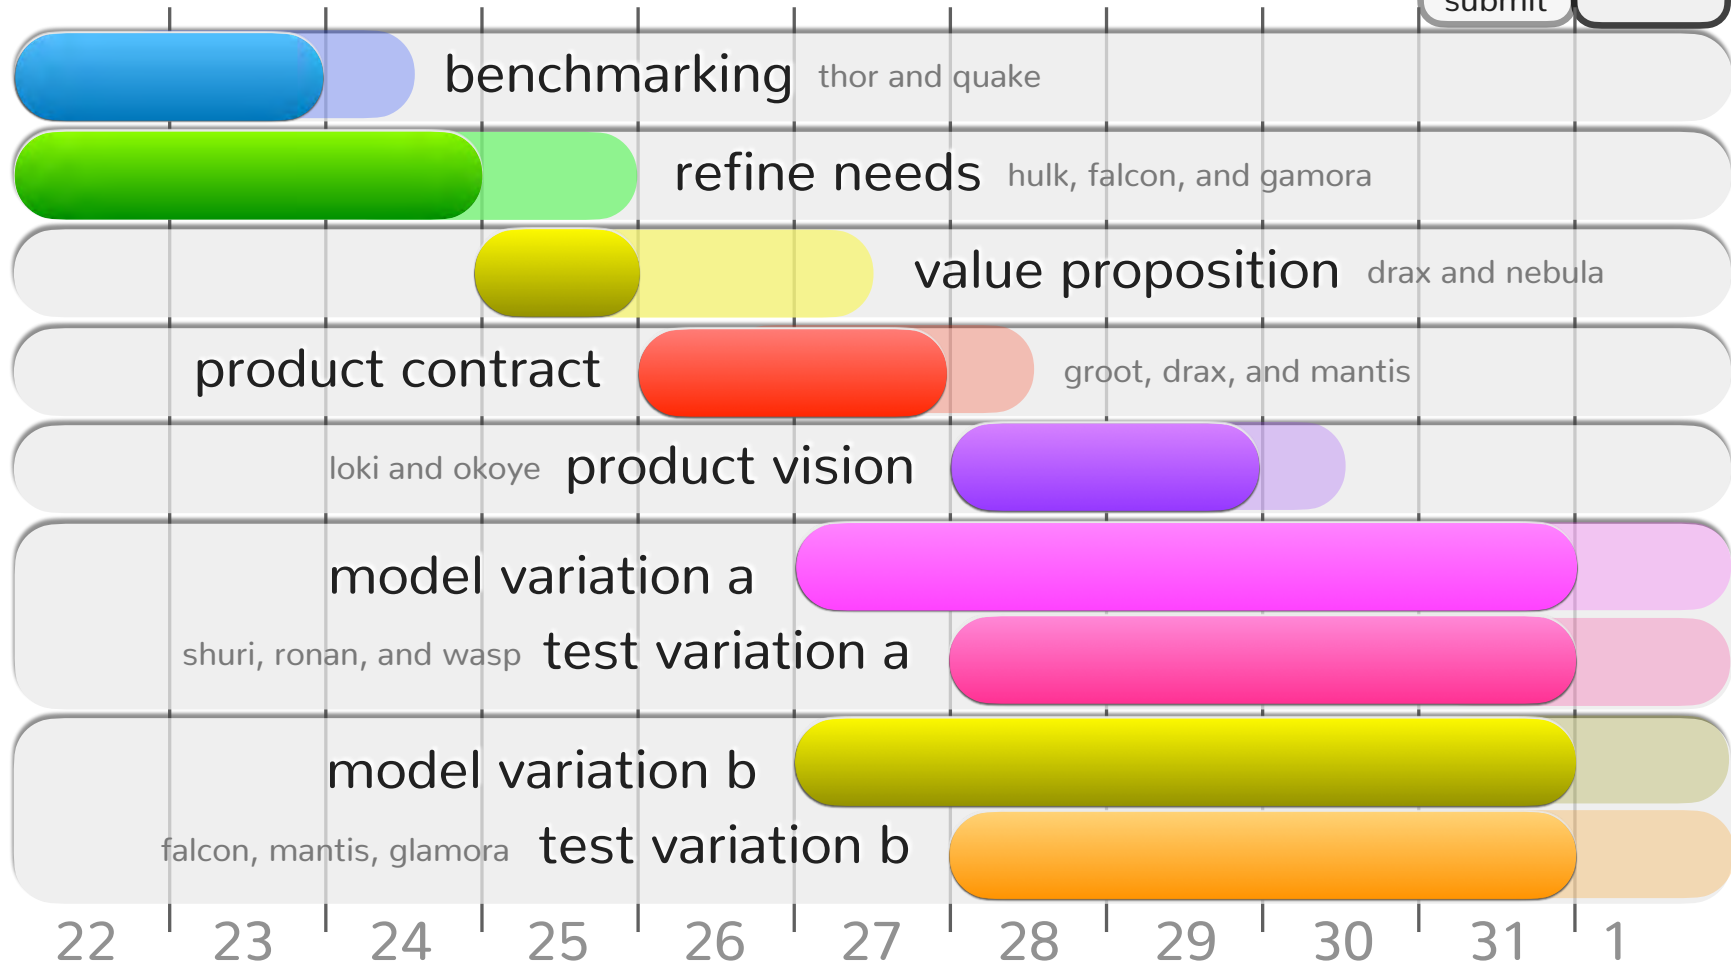 submit
benchmarking thor and quake
refine needs hulk, falcon, and gamora
value proposition drax and nebula
product contract groot, drax, and mantis
loki and okoye product vision
model variation a
shuri, ronan, and wasp test variation a
model variation b
falcon, mantis, glamora test variation b
22 23 24 25 26 27 28 29 30 31 1